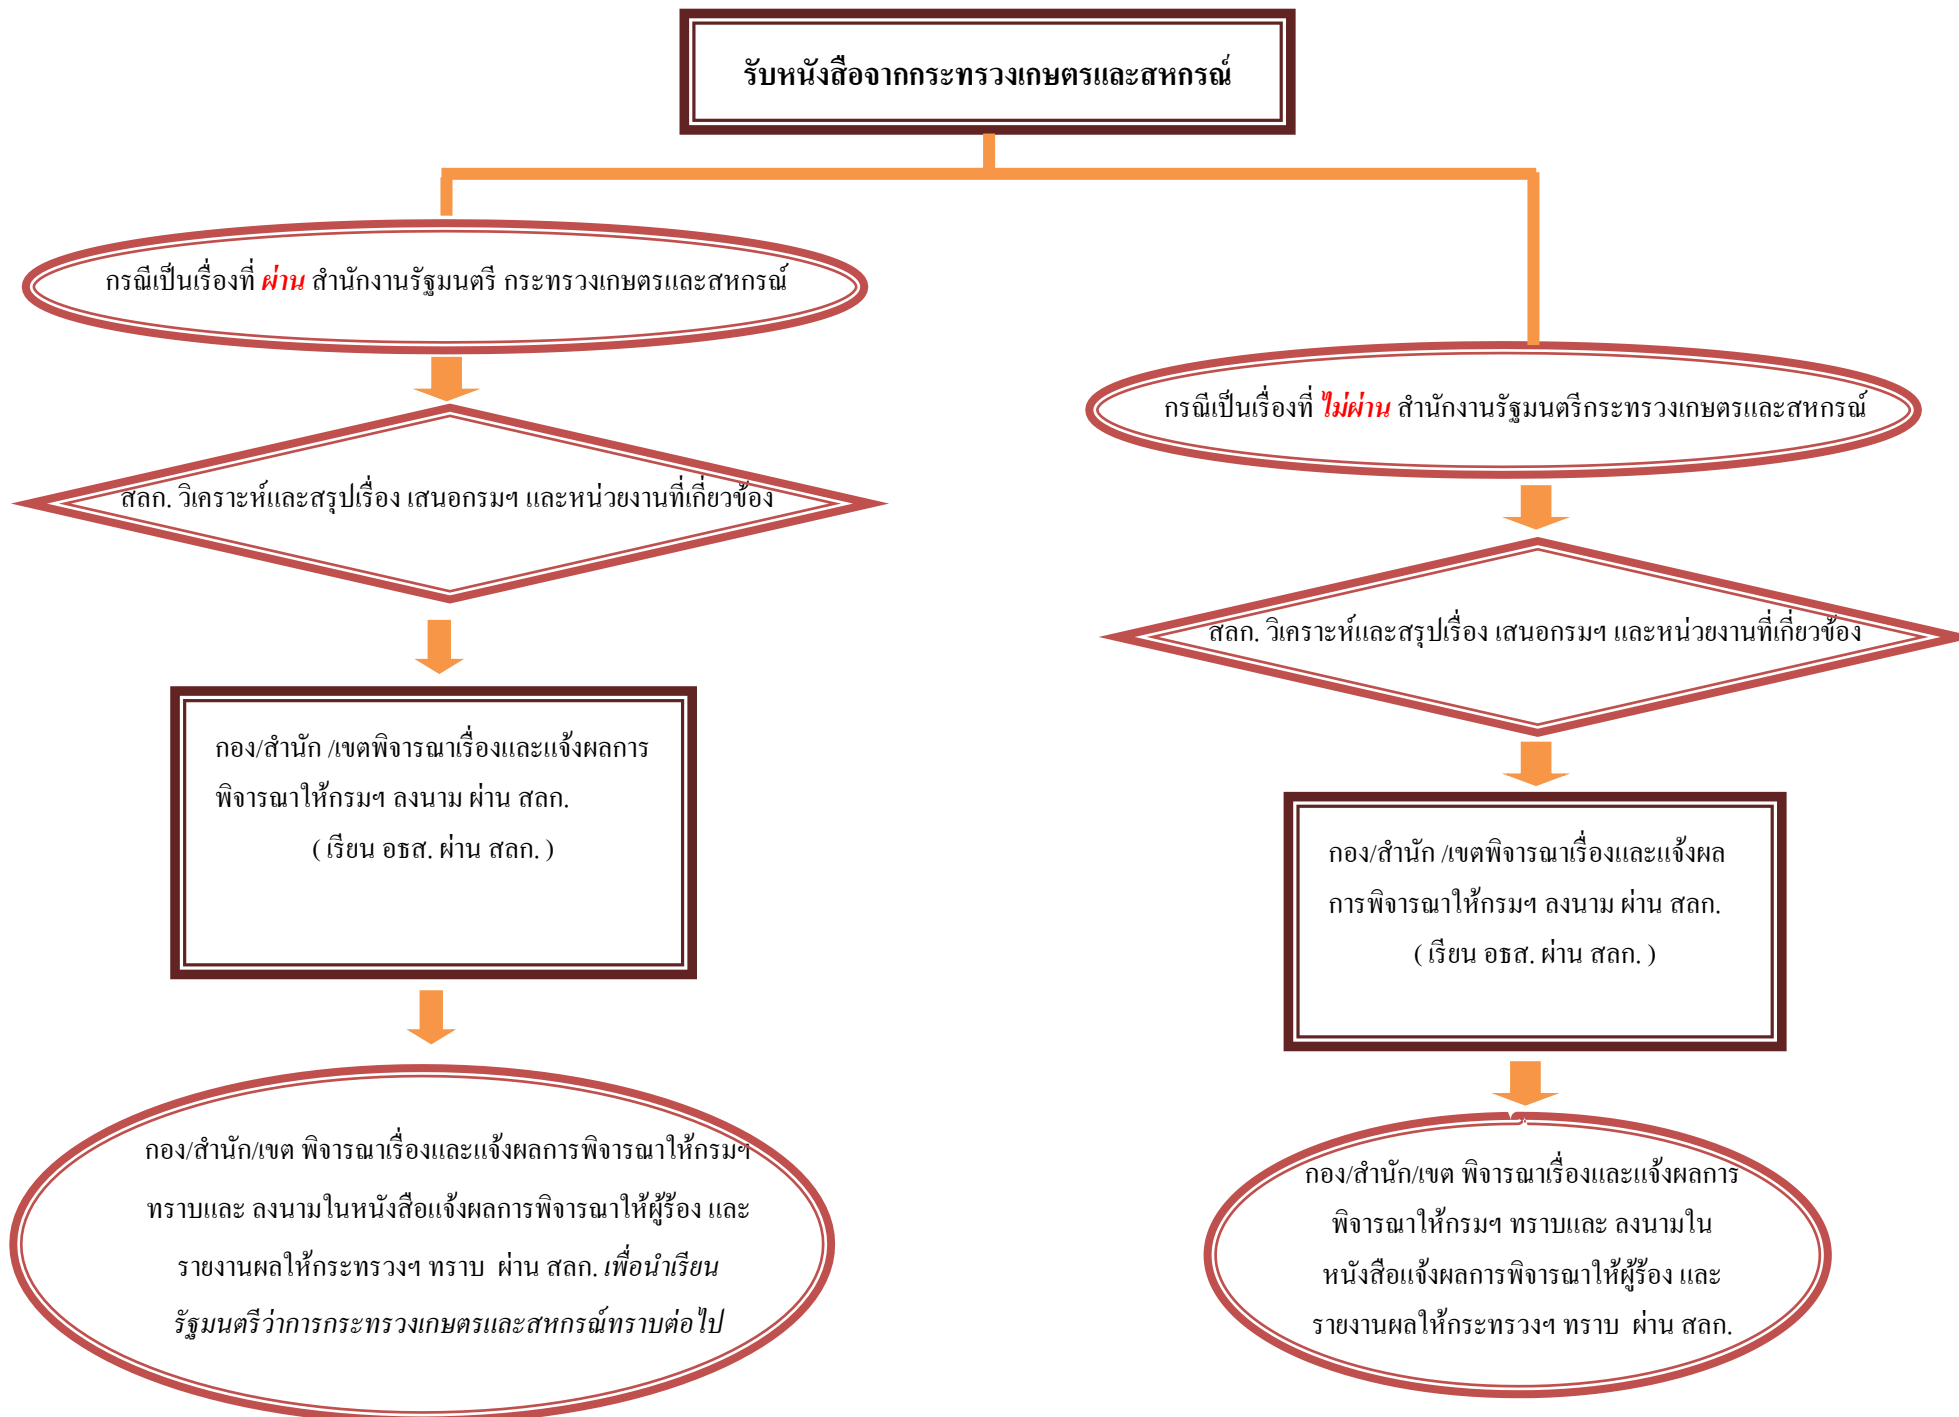 รับหนังสือจากกระทรวงเกษตรและสหกรณ์
กรณีเป็นเรื่องที่ ผ่าน สำนักงานรัฐมนตรี กระทรวงเกษตรและสหกรณ์
สลก. วิเคราะห์และสรุปเรื่อง เสนอกรมฯ และหน่วยงานที่เกี่ยวข้อง
กอง/สำนัก /เขตพิจารณาเรื่องและแจ้งผลการ
พิจารณาให้กรมฯ ลงนาม ผ่าน สลก.
( เรียน อธส. ผ่าน สลก. )
กอง/สำนัก/เขต พิจารณาเรื่องและแจ้งผลการพิจารณาให้กรมฯ
ทราบและ ลงนามในหนังสือแจ้งผลการพิจารณาให้ผู้ร้อง และ
รายงานผลให้กระทรวงฯ ทราบ ผ่าน สลก. เพื่อนำเรียน
รัฐมนตรีว่าการกระทรวงเกษตรและสหกรณ์ทราบต่อไป
กรณีเป็นเรื่องที่ ไม่ผ่าน สำนักงานรัฐมนตรีกระทรวงเกษตรและสหกรณ์
สลก. วิเคราะห์และสรุปเรื่อง เสนอกรมฯ และหน่วยงานที่เกี่ยวข้อง
กอง/สำนัก /เขตพิจารณาเรื่องและแจ้งผล
การพิจารณาให้กรมฯ ลงนาม ผ่าน สลก.
( เรียน อธส. ผ่าน สลก. )
กอง/สำนัก/เขต พิจารณาเรื่องและแจ้งผลการ
พิจารณาให้กรมฯ ทราบและ ลงนามใน
หนังสือแจ้งผลการพิจารณาให้ผู้ร้อง และ
รายงานผลให้กระทรวงฯ ทราบ ผ่าน สลก.